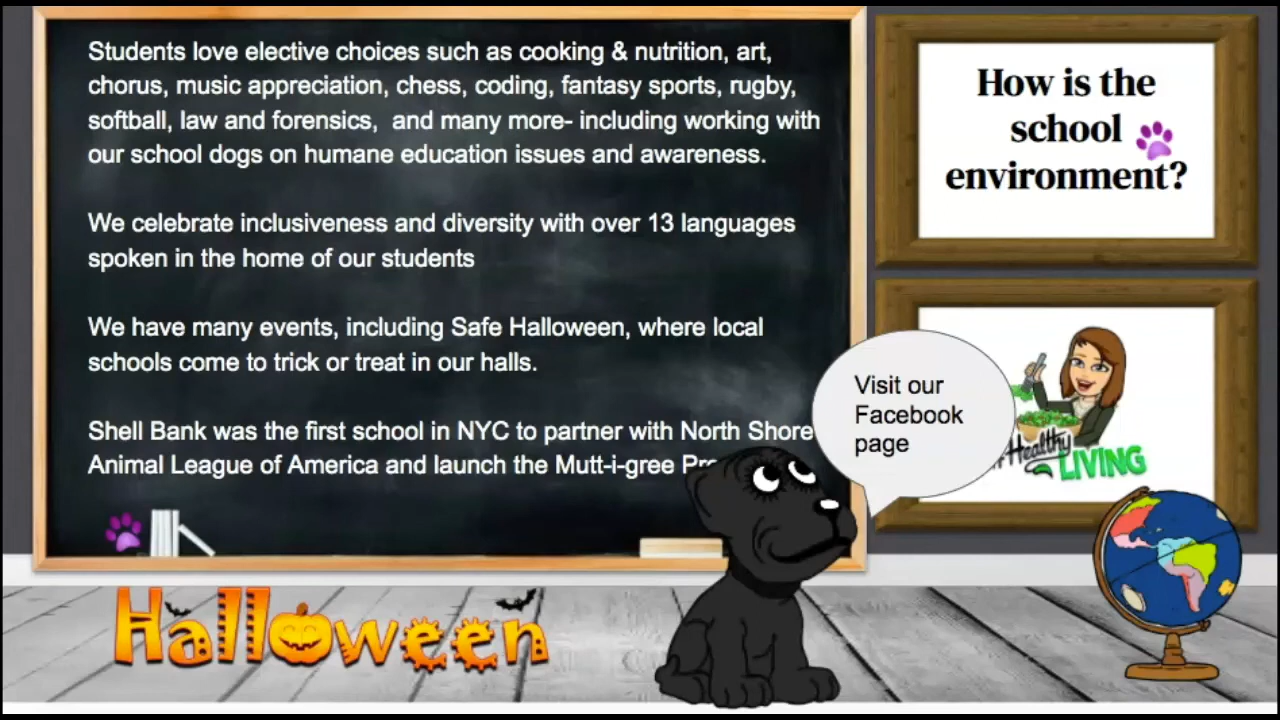 Students love elective choices such as cooking & nutrition, art,
chorus, music appreciation, chess, coding, fantasy sports, rugby,
softball, law and forensics,  and many more- including working with
our school dogs on humane education issues and awareness.
We celebrate inclusiveness and diversity with over 13 languages
spoken in the home of our students
We have many events, including Safe Halloween, where local
schools come to trick or treat in our halls.
Shell Bank was the first school in NYC to partner with North Shore
Animal League of America and launch the Mutt-i-gree
How is the
school
environment?
Visit our
Facebook
page
Healthy
LIVING
Halloween